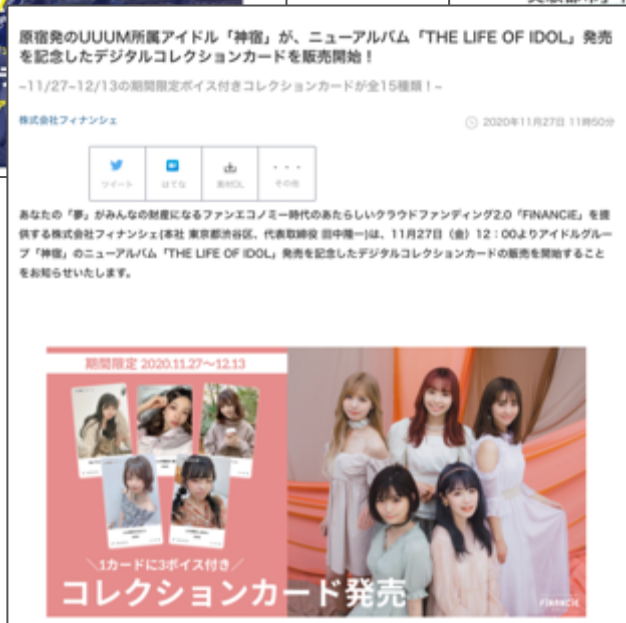 原宿発のUUUM所属アイドル「神宿」が、ニューアルバム「THE LIFE OF IDOL」発売
を記念したデジタルコレクションカードを販売開始！
~11/27~12/13の期間限定ボイス付きコレクションカードが全15種類！~
株式会社フィナンシェ
2020年11月27日 11時50分
ツイート
はてな
素材DL
その他
あなたの「夢」がみんなの財産になるファンエコノミー時代のあたらしいクラウドファンディング2.0「FiNANCiE」を提
供する株式会社フィナンシェ(本社 東京都渋谷区、代表取締役 田中隆一)は、11月27日（金）12：00よりアイドルグルー
プ「神宿」のニューアルバム「THE LIFE OF IDOL」発売を記念したデジタルコレクションカードの販売を開始すること
をお知らせいたします。
期間限定 2020.11.27〜12.13
＼1カードに3ボイス付き／
コレクションカード発売
FiNANCiE